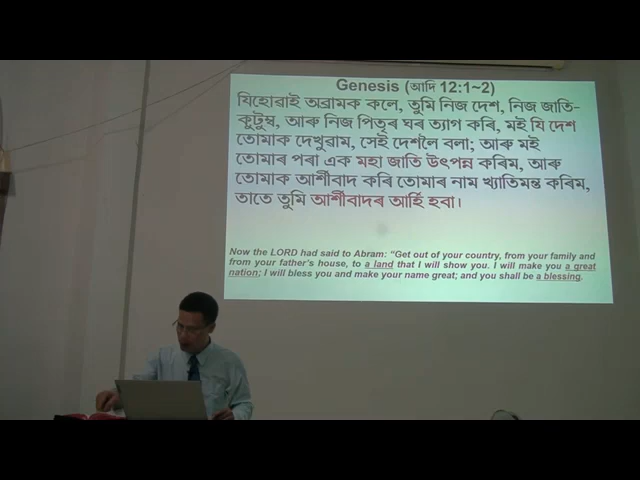 Genesis (আদি 12:1~2)
যিহোৱাই অব্ৰামক কলে, তুমি নিজ দেশ, নিজ জাতি-
কুটুম্ব, আৰু নিজ পিতৃৰ ঘৰ ত্যাগ কৰি, মই যি দেশ
তোমাক দেখুৱাম, সেই দেশলৈ বলা; আৰু মই
তোমাৰ পৰা এক মহা জাতি উৎপন্ন কৰিম, আৰু
তোমাক আৰ্শীবাদ কৰি তোমাৰ নাম খ্যাতিমন্ত কৰিম,
তাতে তুমি আৰ্শীবাদৰ আৰ্হি হবা।
Now the LORD had said to Abram: “Get out of your country, from your family and
from your father’s house, to a land that I will show you. I will make you a great
nation; I will bless you and make your name great; and you shall be a blessing.